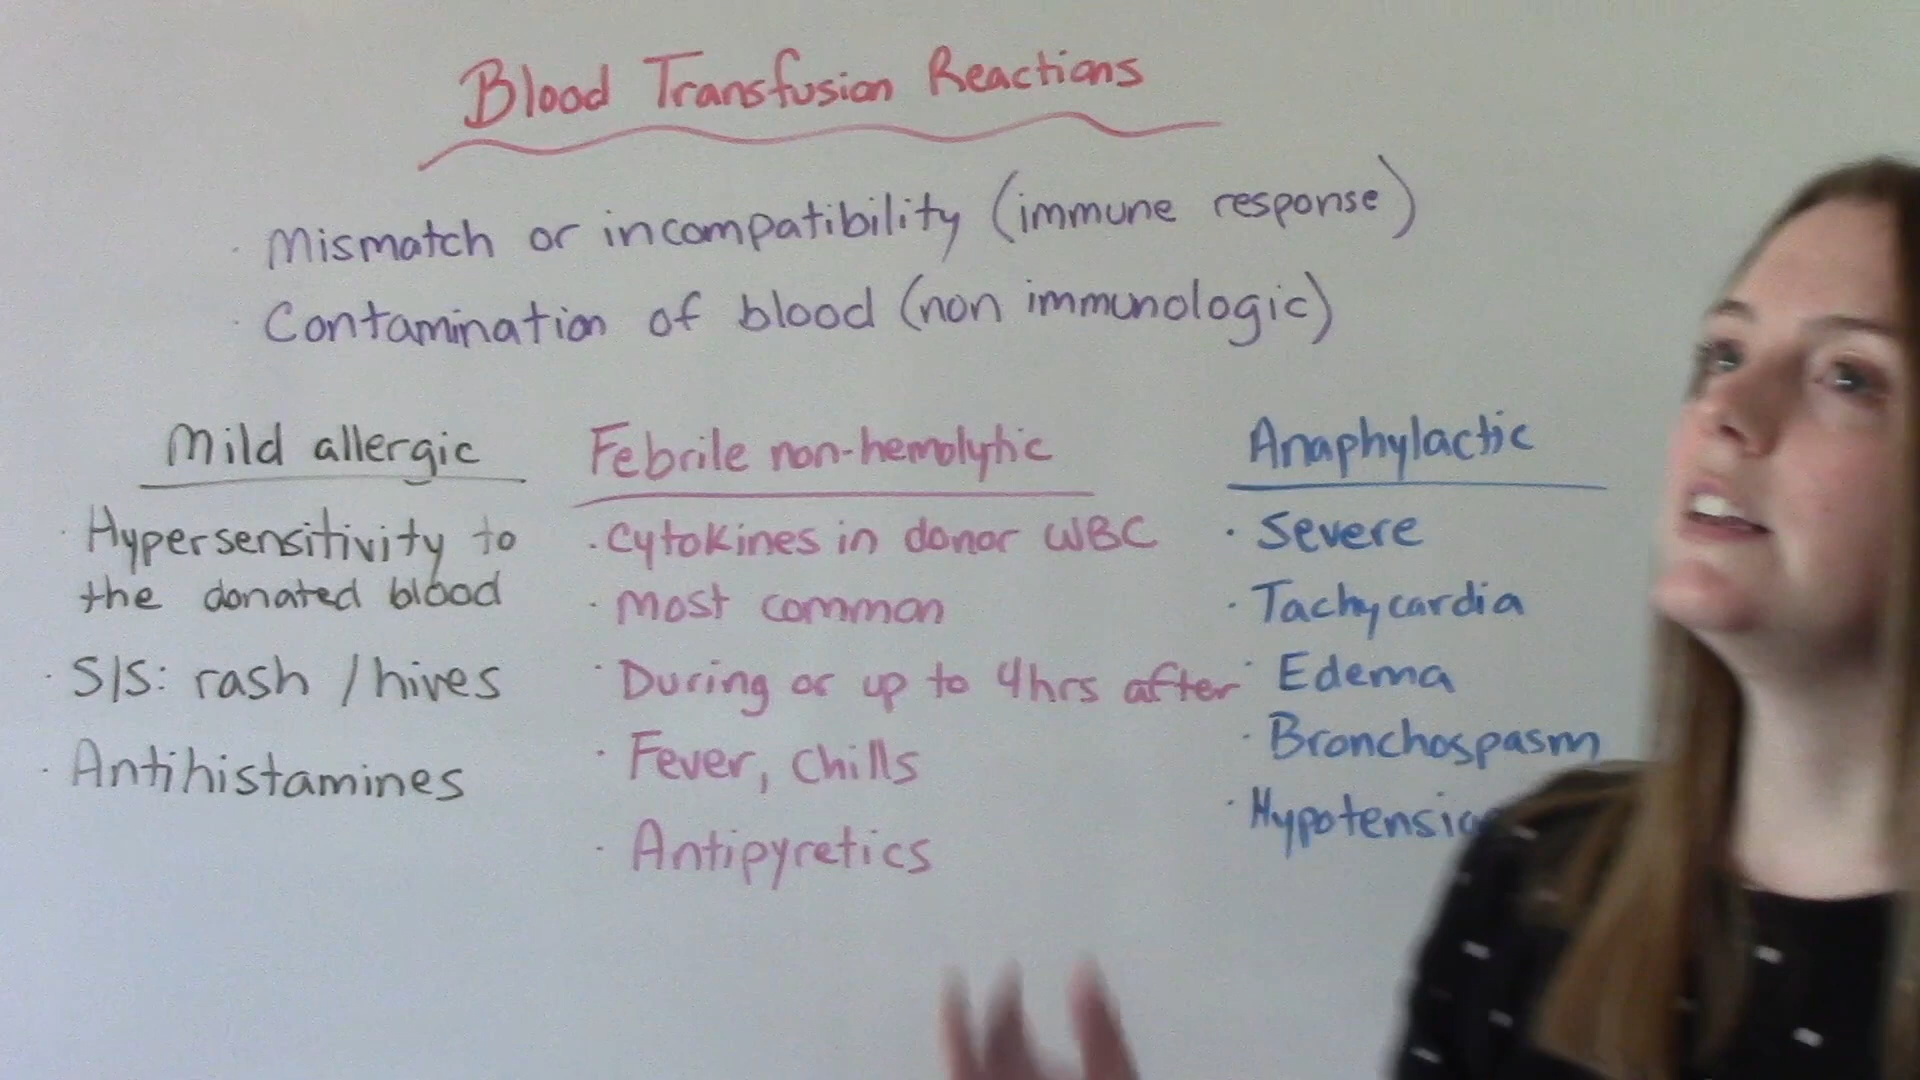 Blood Transfusion Reactions
· Mismatch or incompatibility (immune response)
· Contamination of blood (non immunologic)
Mild allergic
· Hypersensitivity to
the donated blood
· S/S: rash / hives
· Antihistamines
Febrile non-hemolytic
· Cytokines in donor WBC
· Most common
· During or up to 4hrs after
· Fever, Chills
· Antipyretics
Anaphylactic
· Severe
· Tachycardia
· Edema
· Bronchospasm